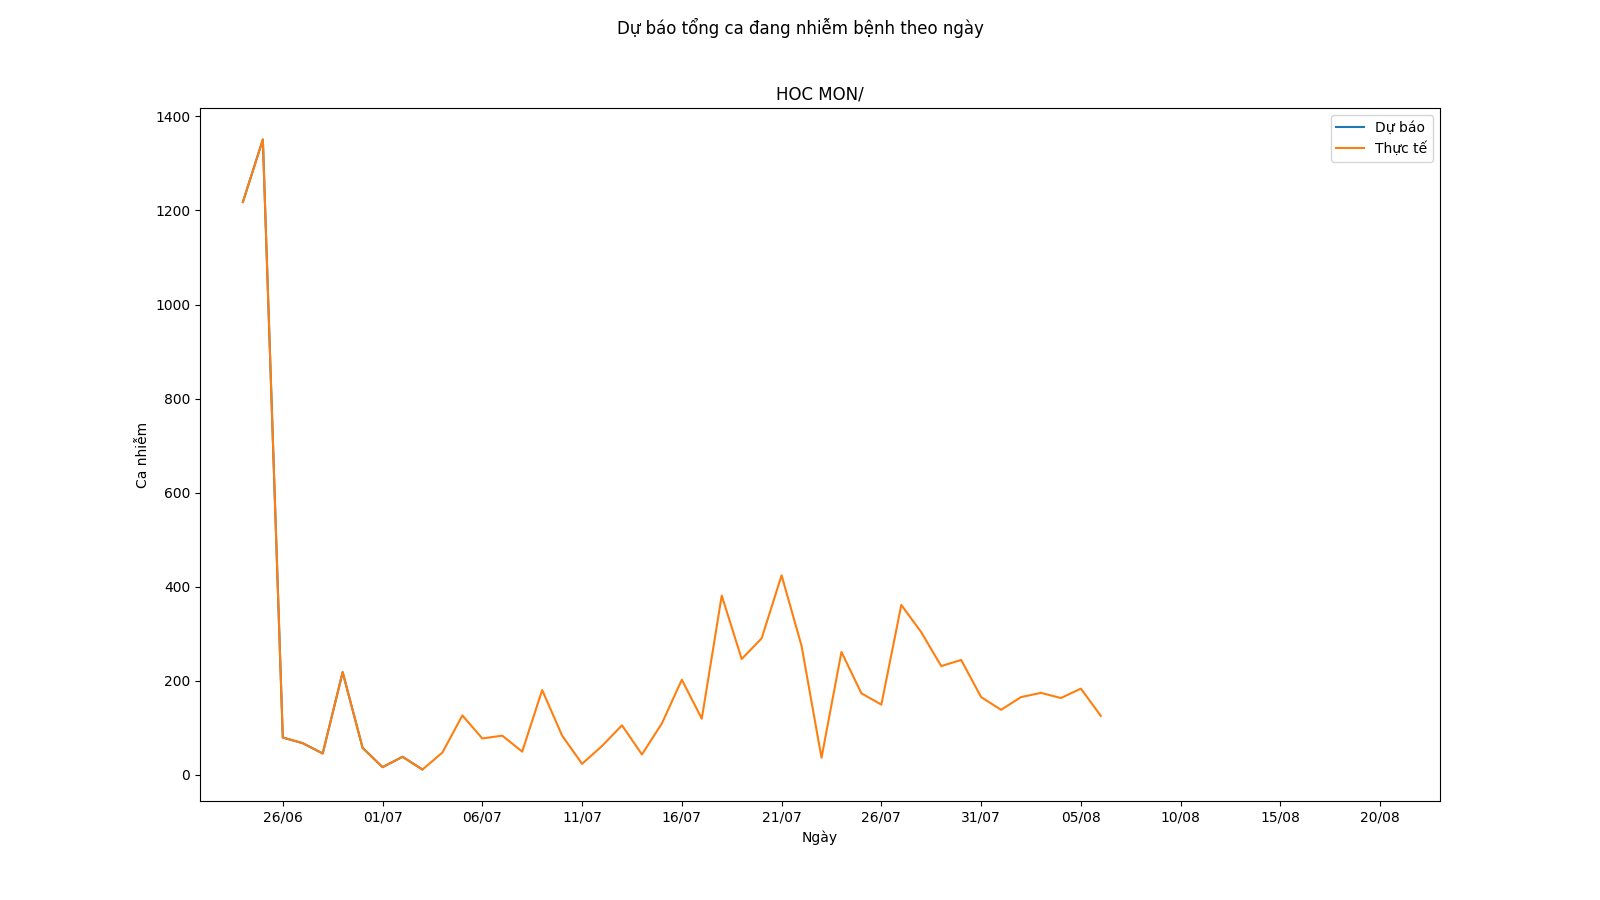 Dự báo tổng ca đang nhiễm bệnh theo ngày
HOC MON/
Dự báo
Thực tế
1400
1200
1000
800
600
400
200
0
Ca nhiễm
26/06 01/07 06/07 11/07 16/07 21/07 26/07 31/07 05/08 10/08 15/08 20/08
Ngày